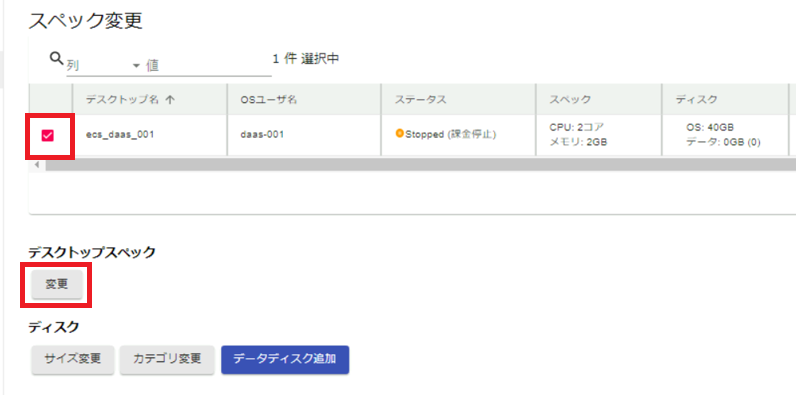 スペック変更
列 値 1 件 選択中
デスクトップ名 ↑ OSユーザ名 ステータス スペック ディスク
ecs_daas_001 daas-001 Stopped (課金停止) CPU: 2コア OS: 40GB
メモリ: 2GB データ: 0GB (0)
デスクトップスペック
変更
ディスク
サイズ変更 カテゴリ変更 データディスク追加